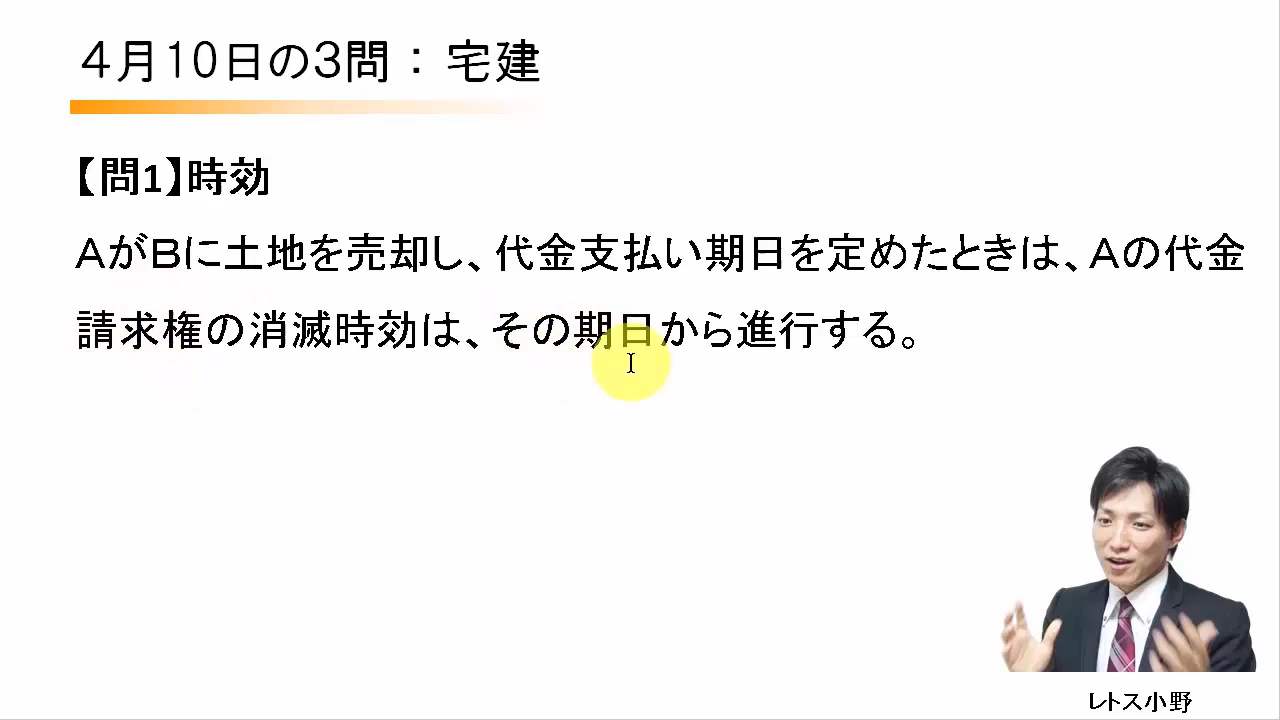 ４月10日の3問：宅建
【問1】時効
ＡがＢに土地を売却し、代金支払い期日を定めたときは、Ａの代金
請求権の消滅時効は、その期日から進行する。
レトス小野